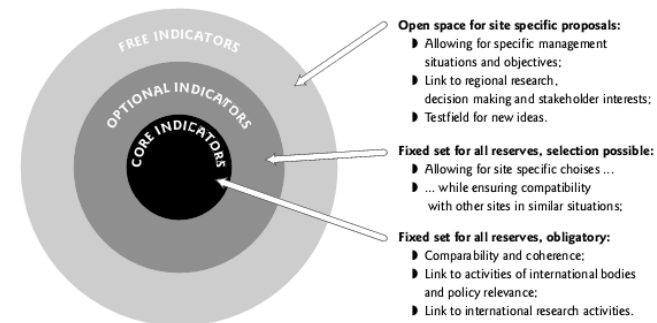 FREE INDICATORS
OPTIONAL INDICATORS
CORE INDICATORS
Open space for site specific proposals:
◗ Allowing for specific management
situations and objectives;
◗ Link to regional research,
decision making and stakeholder interests;
◗ Testfield for new ideas.
Fixed set for all reserves, selection possible:
◗ Allowing for site specific choises ...
◗ ... while ensuring compatibility
with other sites in similar situations;
Fixed set for all reserves, obligatory:
◗ Comparability and coherence;
◗ Link to activities of international bodies
and policy relevance;
◗ Link to international research activities.